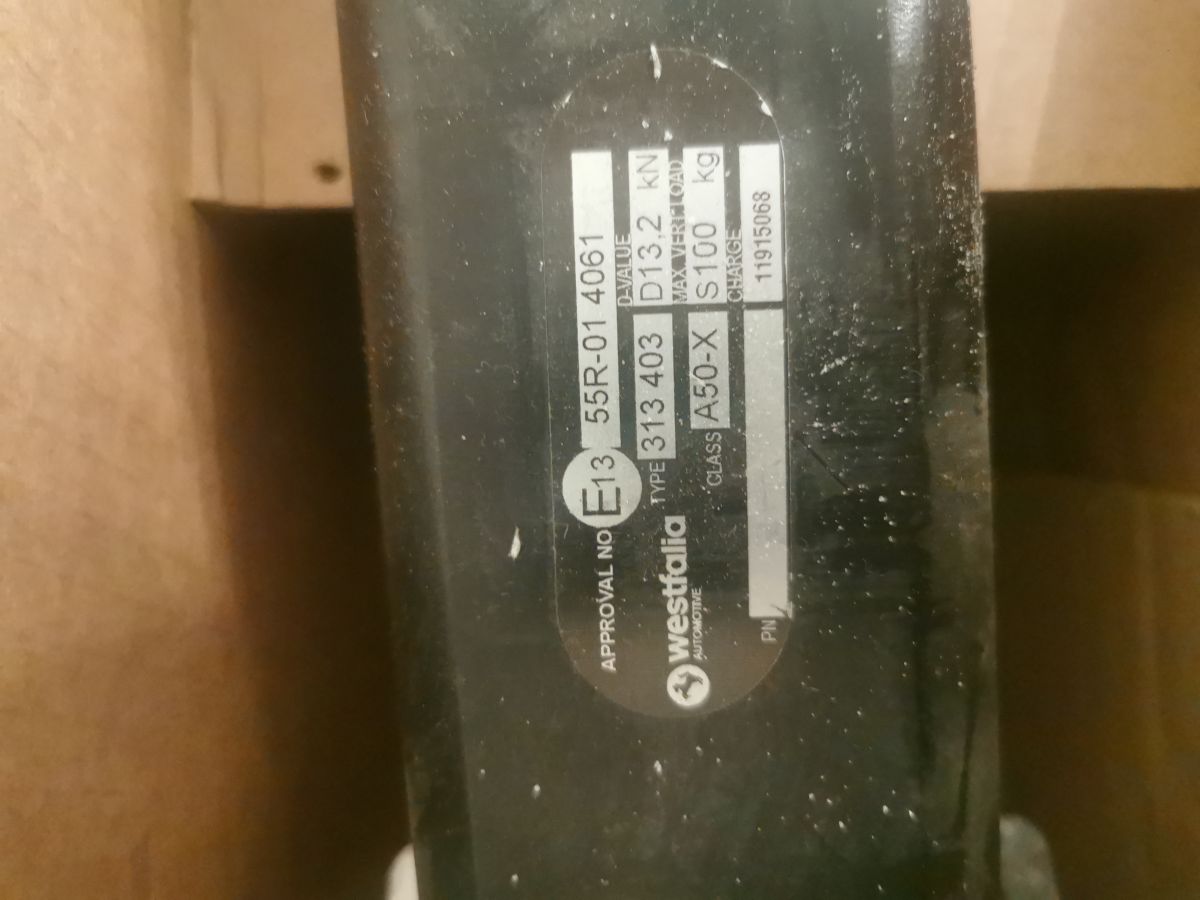 APPROVAL NO E13 55R-01 4061
D-VALUE
TYPE 313 403 D13,2 kN
MAX VERT.LOAD
westfalia
AUTOMOTIVE
CLASS A50-X S100 kg
CHARGE
PN 11915068